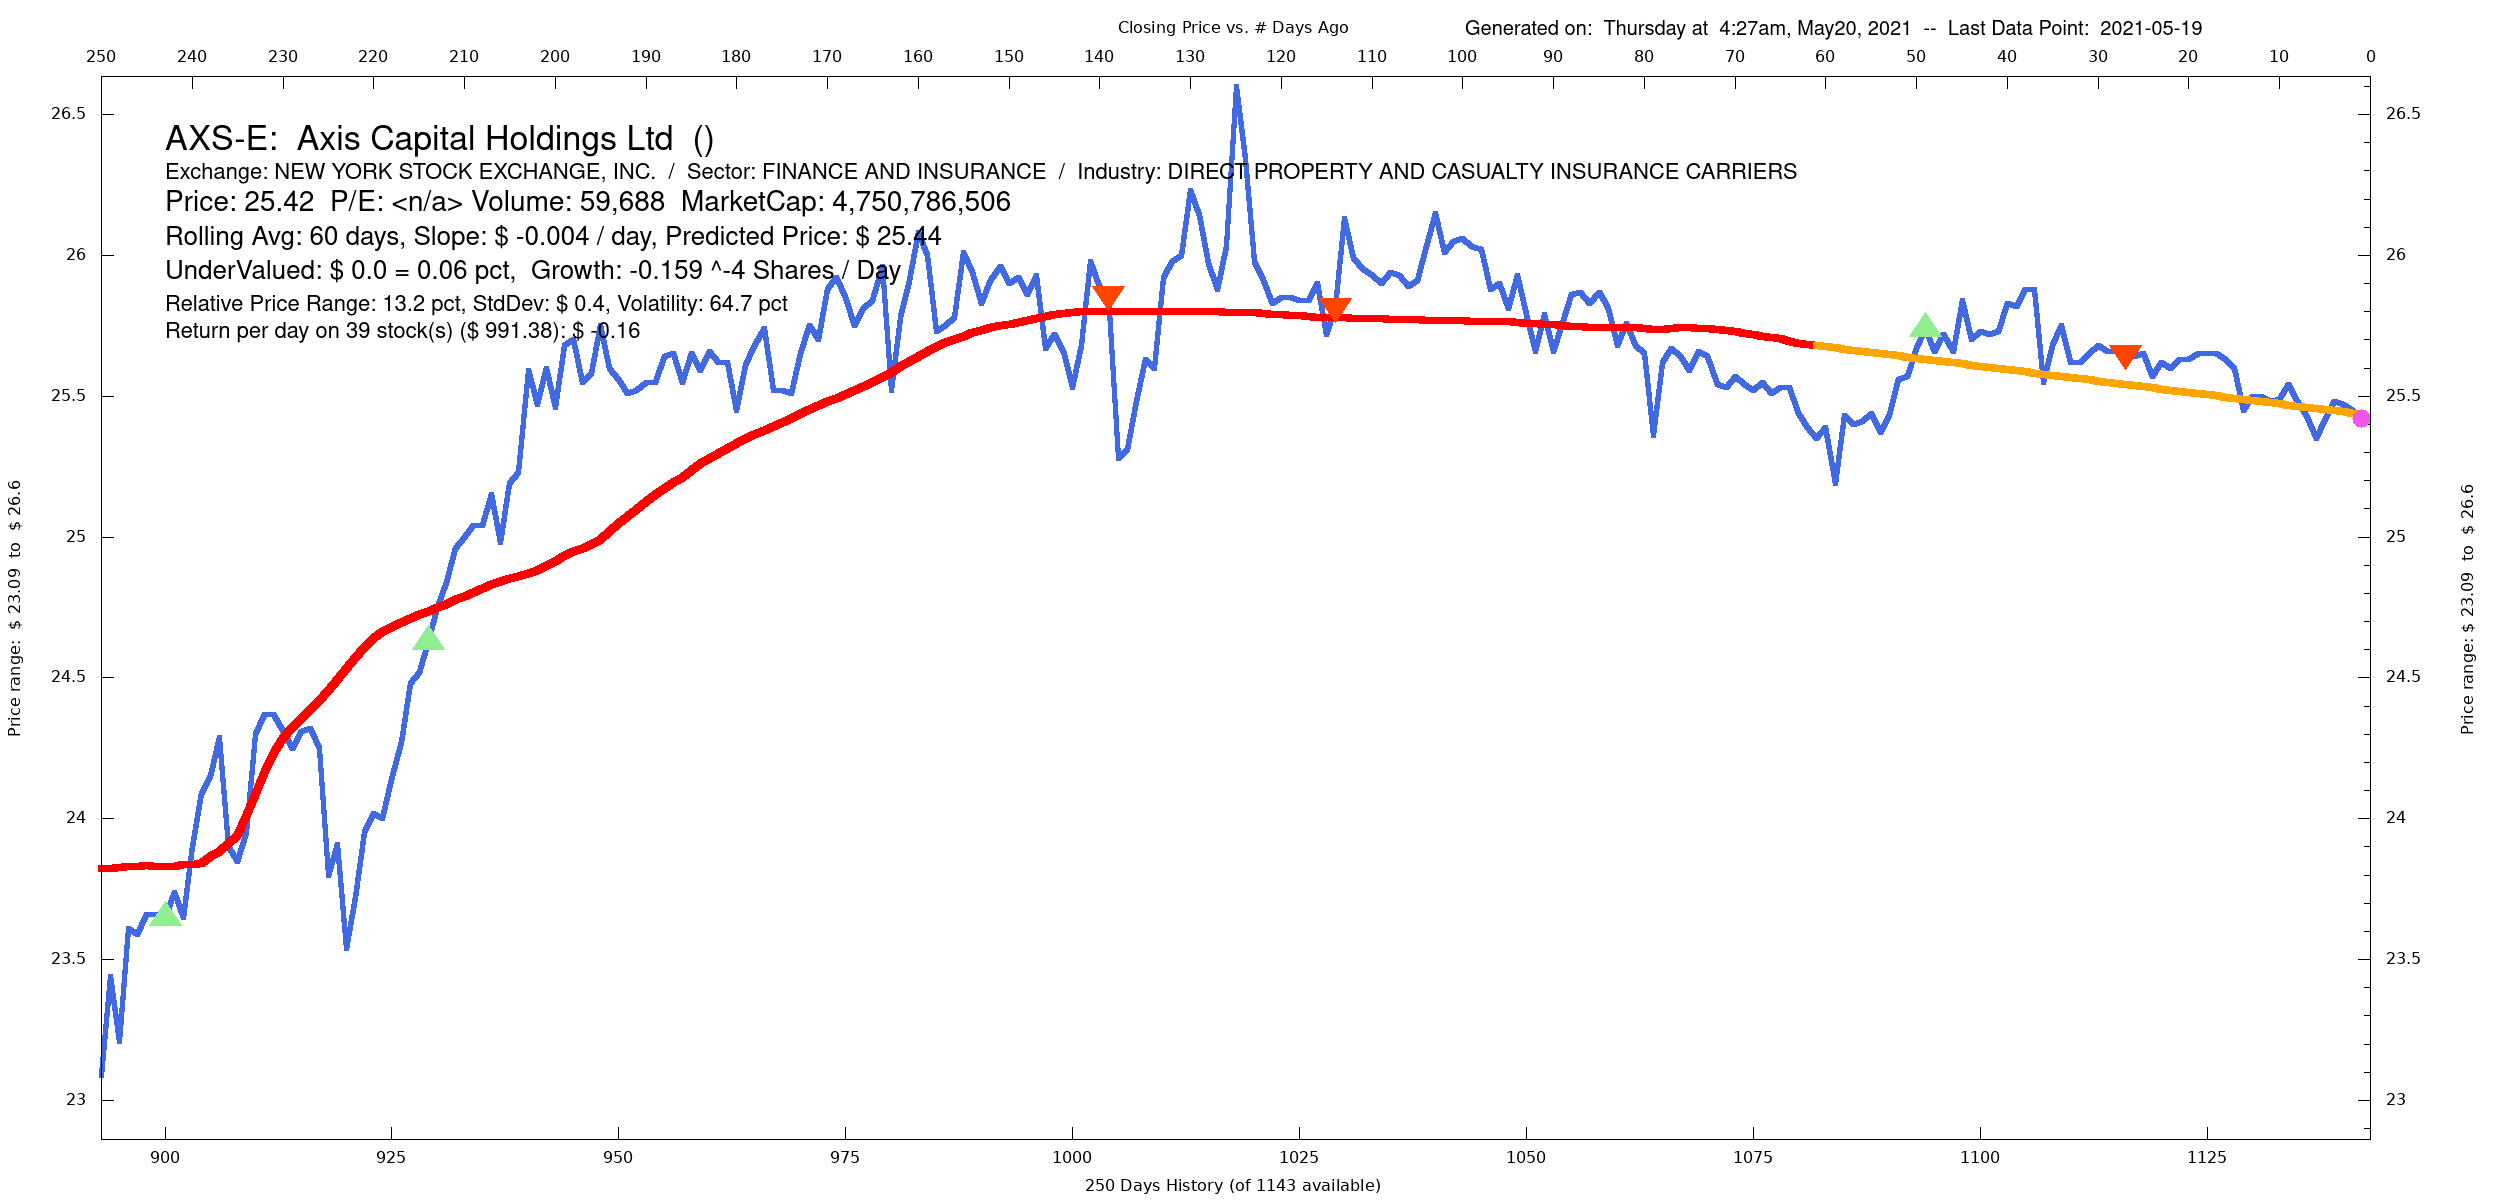 Closing Price vs. # Days Ago
Generated on:  Thursday at  4:27am, May20, 2021  --  Last Data Point:  2021-05-19
250 240 230 220 210 200 190 180 170 160 150 140 130 120 110 100 90 80 70 60 50 40 30 20 10 0
AXS-E:  Axis Capital Holdings Ltd  ()
Exchange: NEW YORK STOCK EXCHANGE, INC.  /  Sector: FINANCE AND INSURANCE  /  Industry: DIRECT PROPERTY AND CASUALTY INSURANCE CARRIERS
Price: 25.42  P/E: <n/a> Volume: 59,688  MarketCap: 4,750,786,506
Rolling Avg: 60 days, Slope: $ -0.004 / day, Predicted Price: $ 25.44
UnderValued: $ 0.0 = 0.06 pct,  Growth: -0.159 ^-4 Shares / Day
Relative Price Range: 13.2 pct, StdDev: $ 0.4, Volatility: 64.7 pct
Return per day on 39 stock(s) ($ 991.38): $ -0.16
26.5 26.5
26 26
25.5 25.5
25 25
24.5 24.5
24 24
23.5 23.5
23 23
Price range:  $ 23.09  to  $ 26.6
Price range: $ 23.09  to  $ 26.6
900 925 950 975 1000 1025 1050 1075 1100 1125
250 Days History (of 1143 available)